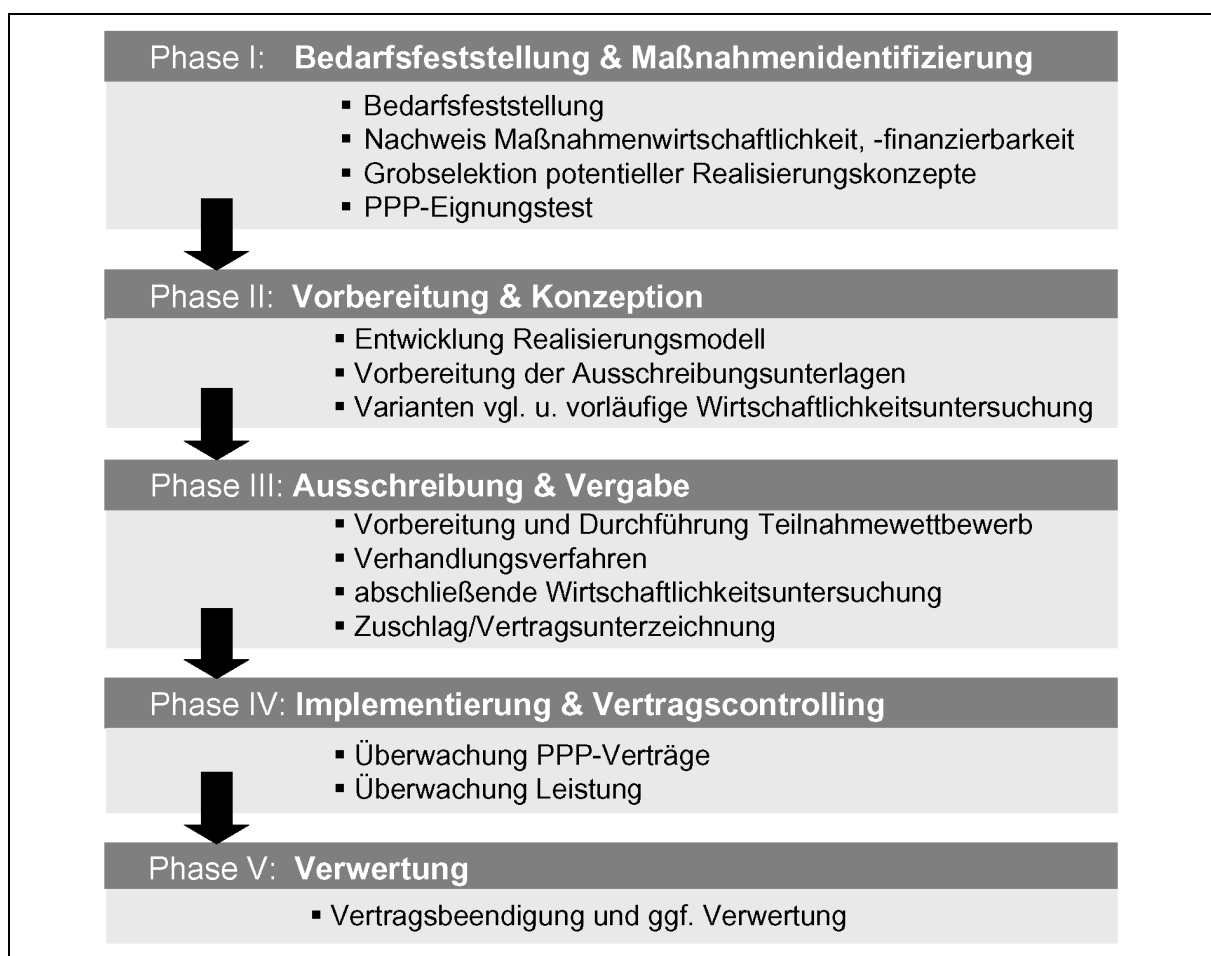 Phase I: Bedarfsfeststellung & Maßnahmenidentifizierung
▪ Bedarfsfeststellung
▪ Nachweis Maßnahmenwirtschaftlichkeit, -finanzierbarkeit
▪ Grobselektion potentieller Realisierungskonzepte
▪ PPP-Eignungstest
Phase II: Vorbereitung & Konzeption
▪ Entwicklung Realisierungsmodell
▪ Vorbereitung der Ausschreibungsunterlagen
▪ Varianten vgl. u. vorläufige Wirtschaftlichkeitsuntersuchung
Phase III: Ausschreibung & Vergabe
▪ Vorbereitung und Durchführung Teilnahmewettbewerb
▪ Verhandlungsverfahren
▪ abschließende Wirtschaftlichkeitsuntersuchung
▪ Zuschlag/Vertragsunterzeichnung
Phase IV: Implementierung & Vertragscontrolling
▪ Überwachung PPP-Verträge
▪ Überwachung Leistung
Phase V: Verwertung
▪ Vertragsbeendigung und ggf. Verwertung